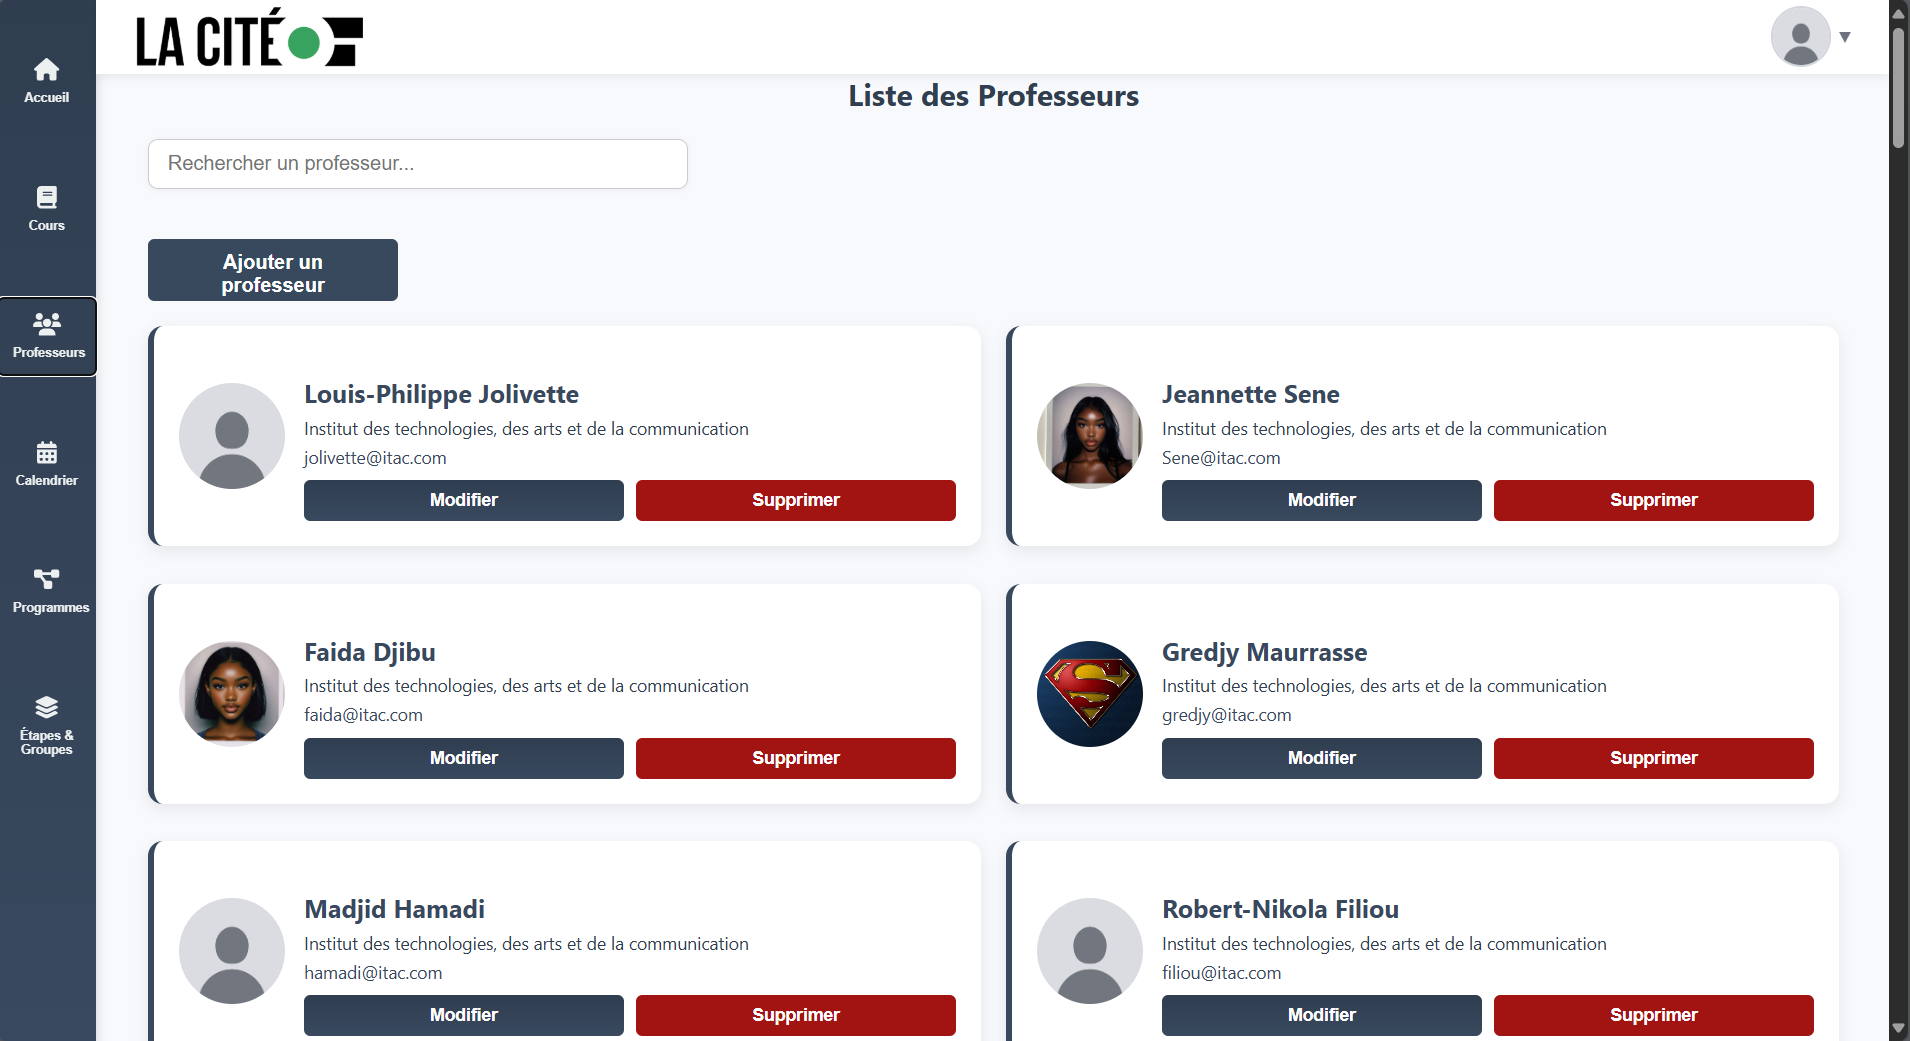 LA CITÉ
Accueil
Cours
Professeurs
Calendrier
Programmes
Étapes &
Groupes
Liste des Professeurs
Rechercher un professeur...
Ajouter un
professeur
Louis-Philippe Jolivette
Institut des technologies, des arts et de la communication
jolivette@itac.com
Modifier
Supprimer
Jeannette Sene
Institut des technologies, des arts et de la communication
Sene@itac.com
Modifier
Supprimer
Faida Djibu
Institut des technologies, des arts et de la communication
faida@itac.com
Modifier
Supprimer
Gredjy Maurrasse
Institut des technologies, des arts et de la communication
gredjy@itac.com
Modifier
Supprimer
Madjid Hamadi
Institut des technologies, des arts et de la communication
hamadi@itac.com
Modifier
Supprimer
Robert-Nikola Filiou
Institut des technologies, des arts et de la communication
filiou@itac.com
Modifier
Supprimer